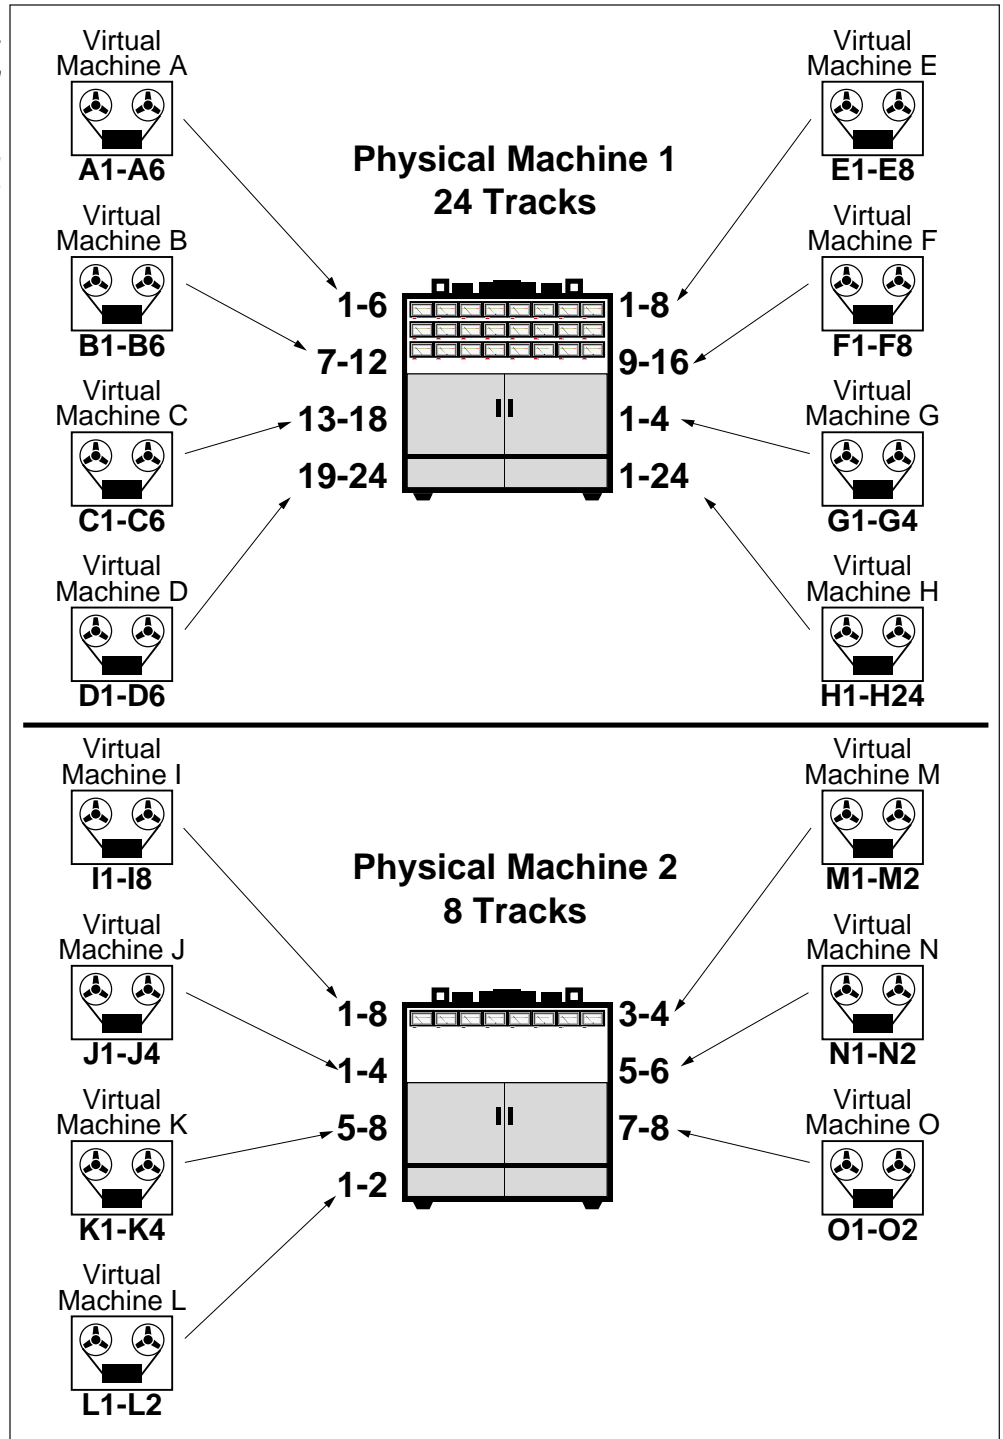 Virtual
Machine A
A1-A6
Virtual
Machine B
B1-B6
Virtual
Machine C
C1-C6
Virtual
Machine D
D1-D6
Physical Machine 1
24 Tracks
1-6
7-12
13-18
19-24
1-8
9-16
1-4
1-24
Virtual
Machine E
E1-E8
Virtual
Machine F
F1-F8
Virtual
Machine G
G1-G4
Virtual
Machine H
H1-H24
Virtual
Machine I
I1-I8
Virtual
Machine J
J1-J4
Virtual
Machine K
K1-K4
Virtual
Machine L
L1-L2
Physical Machine 2
8 Tracks
1-8
1-4
5-8
1-2
3-4
5-6
7-8
Virtual
Machine M
M1-M2
Virtual
Machine N
N1-N2
Virtual
Machine O
O1-O2